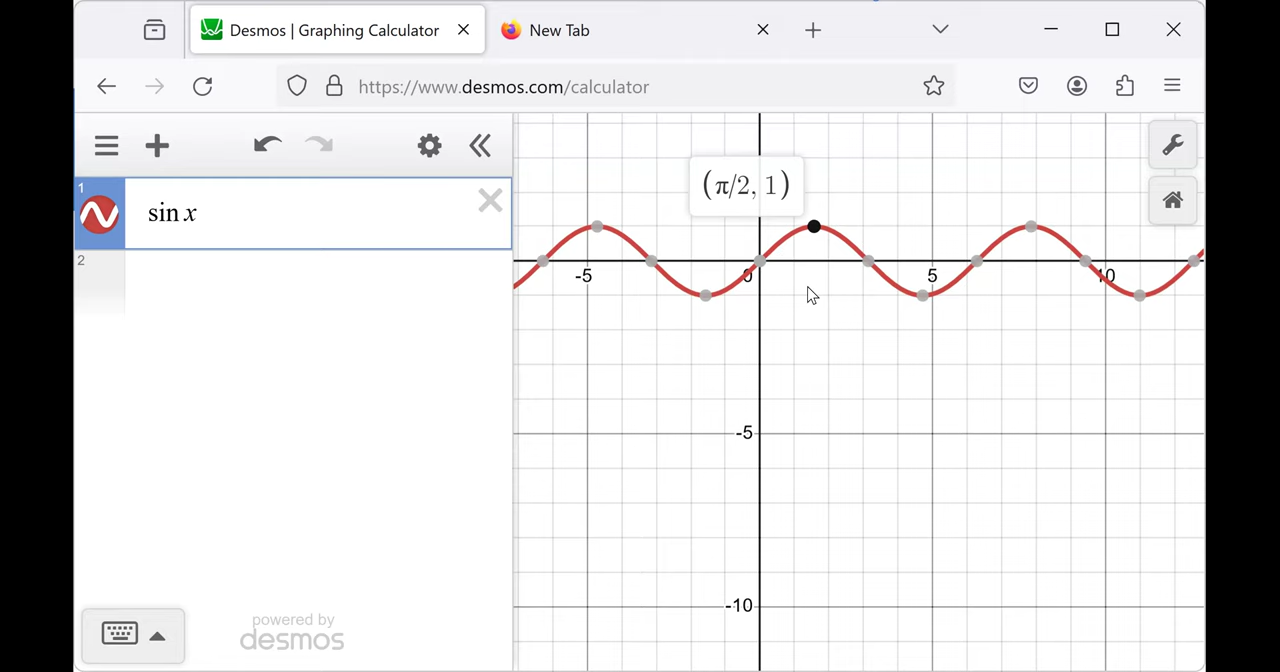 Desmos | Graphing Calculator
New Tab
https://www.desmos.com/calculator
1
sin x
2
(π/2, 1)
-5
0
5
10
-5
-10
powered by
desmos